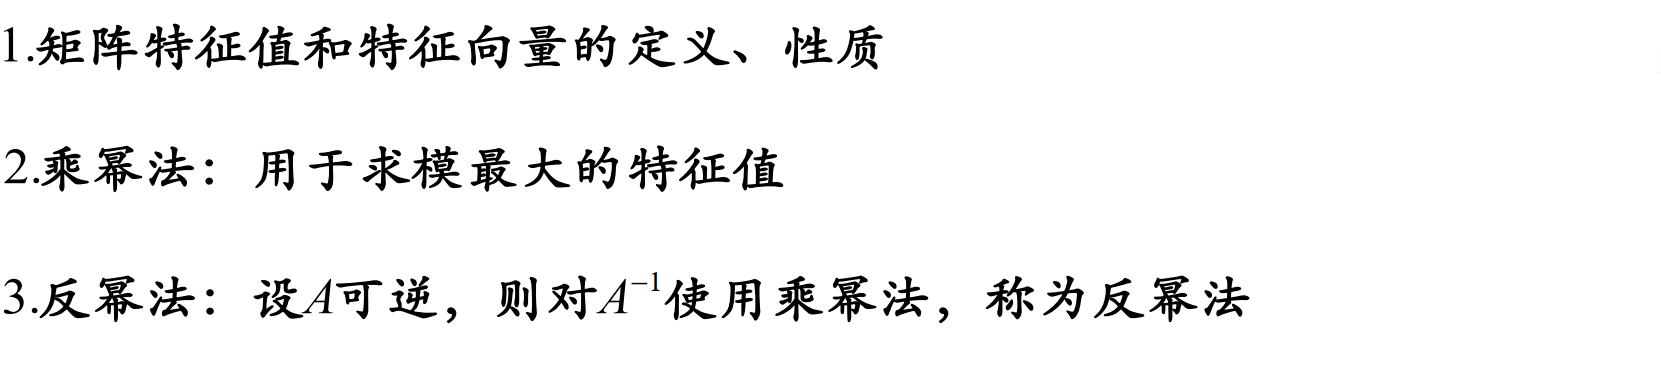 1.矩阵特征值和特征向量的定义、性质
2.乘幂法：用于求模最大的特征值
3.反幂法：设A可逆，则对A⁻¹使用乘幂法，称为反幂法